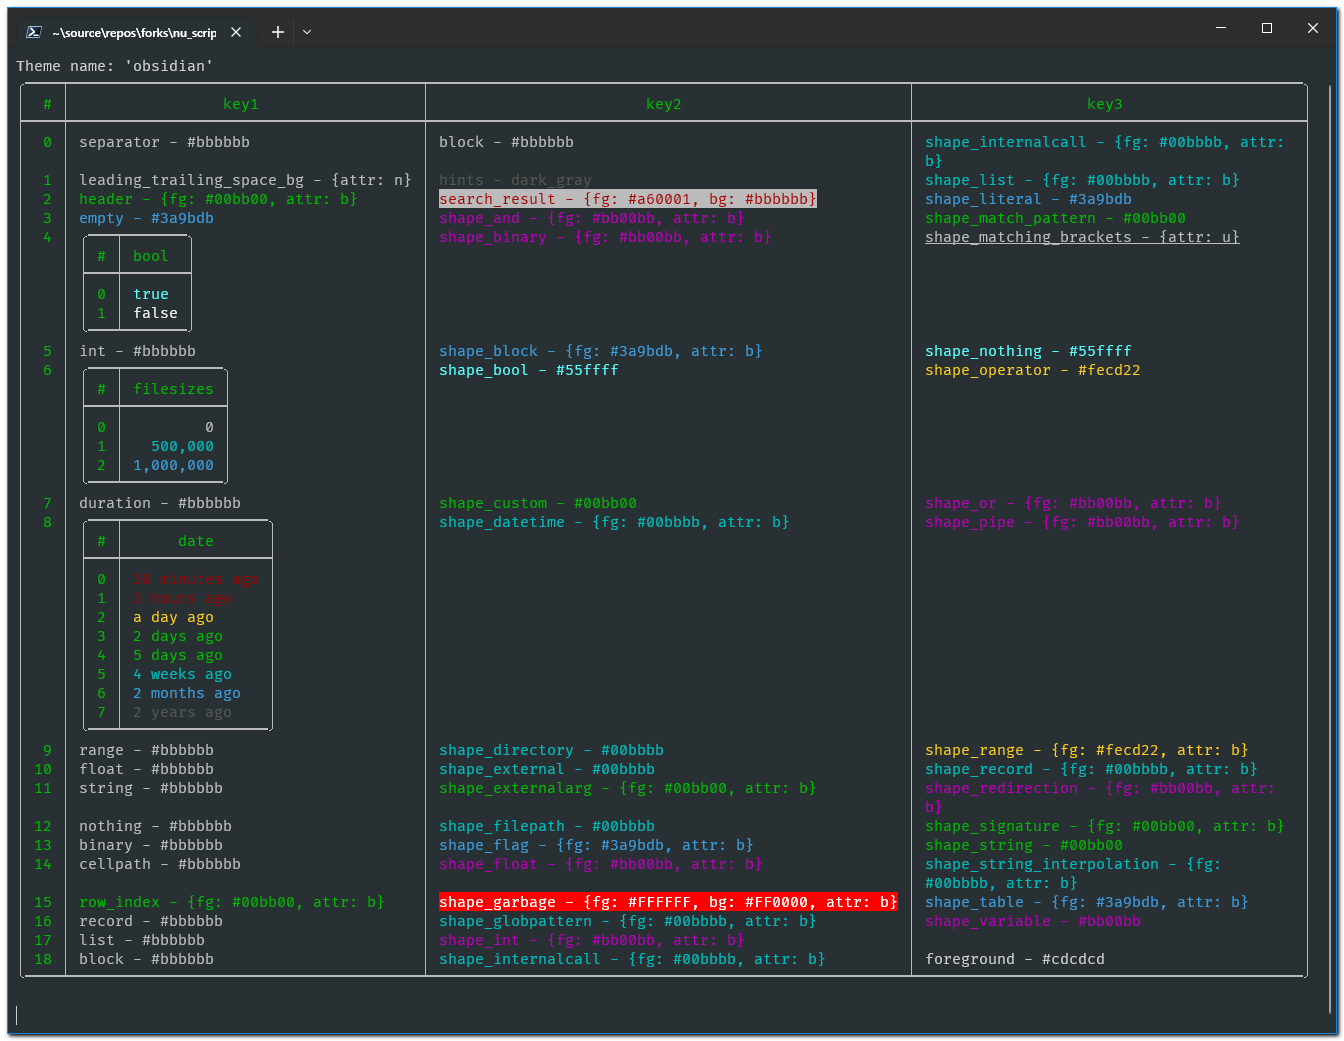 ~\source\repos\forks\nu_scrip
Theme name: 'obsidian'
# key1 key2 key3
0 separator - #bbbbbb block - #bbbbbb shape_internalcall - {fg: #00bbbb, attr:
b}
1 leading_trailing_space_bg - {attr: n} hints - dark_gray shape_list - {fg: #00bbbb, attr: b}
2 header - {fg: #00bb00, attr: b} search_result - {fg: #a60001, bg: #bbbbbb} shape_literal - #3a9bdb
3 empty - #3a9bdb shape_and - {fg: #bb00bb, attr: b} shape_match_pattern - #00bb00
4 shape_binary - {fg: #bb00bb, attr: b} shape_matching_brackets - {attr: u}
# bool
0 true
1 false
5 int - #bbbbbb shape_block - {fg: #3a9bdb, attr: b} shape_nothing - #55ffff
6 shape_bool - #55ffff shape_operator - #fecd22
# filesizes
0 0
1 500,000
2 1,000,000
7 duration - #bbbbbb shape_custom - #00bb00 shape_or - {fg: #bb00bb, attr: b}
8 shape_datetime - {fg: #00bbbb, attr: b} shape_pipe - {fg: #bb00bb, attr: b}
# date
0 30 minutes ago
1 3 hours ago
2 a day ago
3 2 days ago
4 5 days ago
5 4 weeks ago
6 2 months ago
7 2 years ago
9 range - #bbbbbb shape_directory - #00bbbb shape_range - {fg: #fecd22, attr: b}
10 float - #bbbbbb shape_external - #00bbbb shape_record - {fg: #00bbbb, attr: b}
11 string - #bbbbbb shape_externalarg - {fg: #00bb00, attr: b} shape_redirection - {fg: #bb00bb, attr:
b}
12 nothing - #bbbbbb shape_filepath - #00bbbb shape_signature - {fg: #00bb00, attr: b}
13 binary - #bbbbbb shape_flag - {fg: #3a9bdb, attr: b} shape_string - #00bb00
14 cellpath - #bbbbbb shape_float - {fg: #bb00bb, attr: b} shape_string_interpolation - {fg:
#00bbbb, attr: b}
15 row_index - {fg: #00bb00, attr: b} shape_garbage - {fg: #FFFFFF, bg: #FF0000, attr: b} shape_table - {fg: #3a9bdb, attr: b}
16 record - #bbbbbb shape_globpattern - {fg: #00bbbb, attr: b} shape_variable - #bb00bb
17 list - #bbbbbb shape_int - {fg: #bb00bb, attr: b}
18 block - #bbbbbb shape_internalcall - {fg: #00bbbb, attr: b} foreground - #cdcdcd